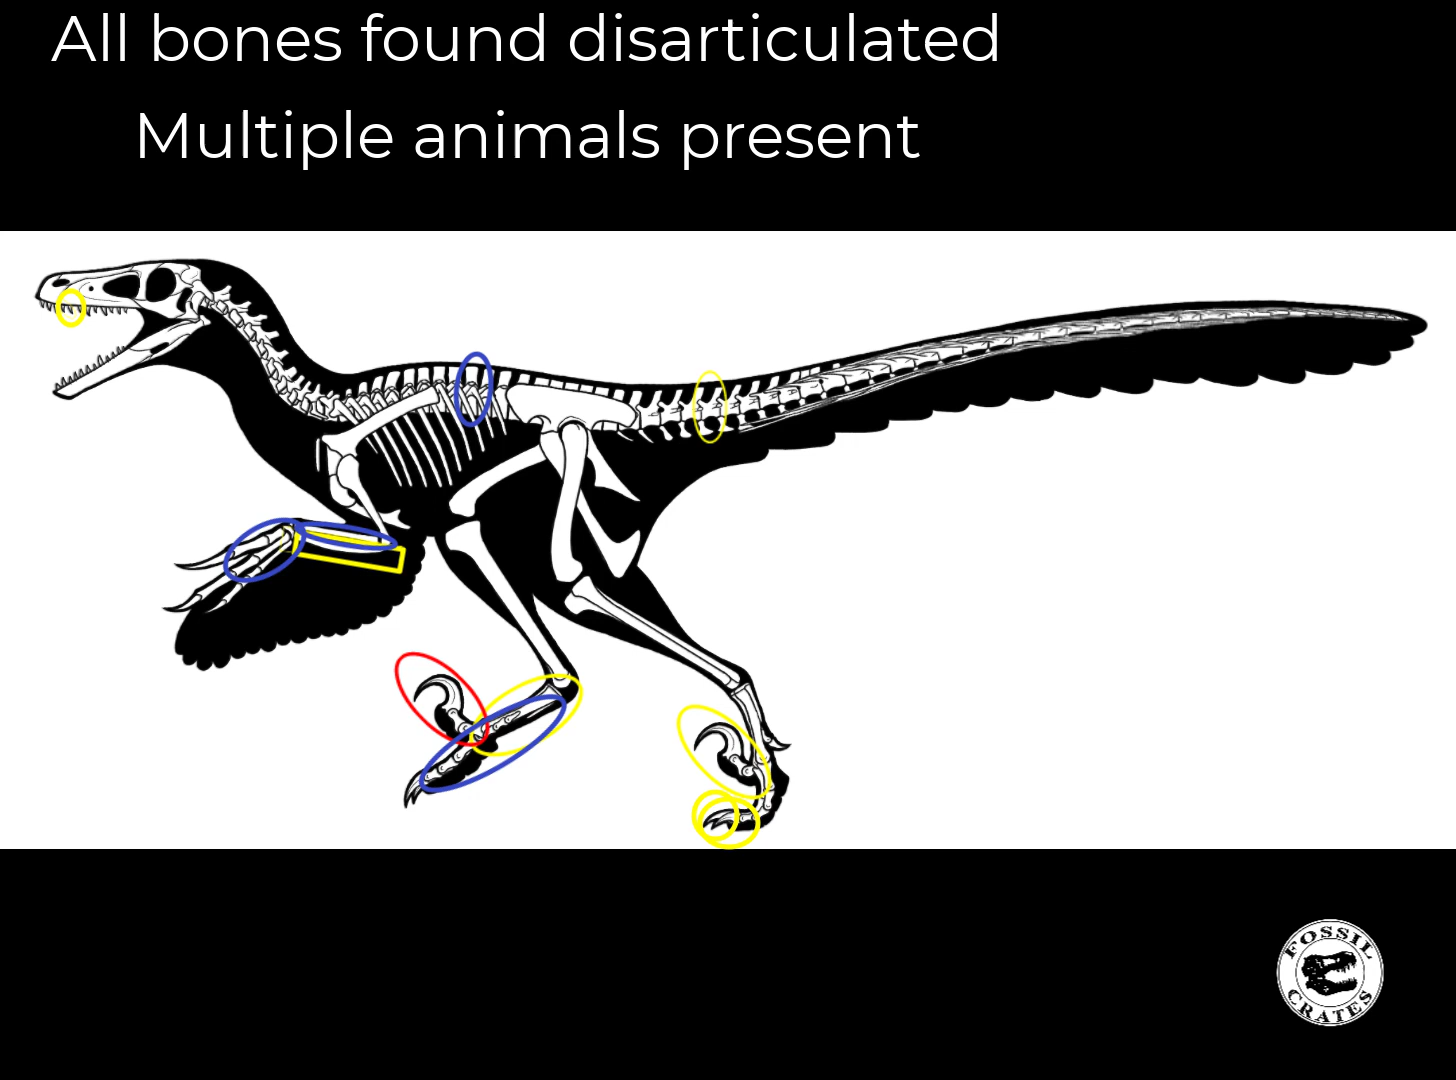 All bones found disarticulated
Multiple animals present
FOSSIL
CRATES